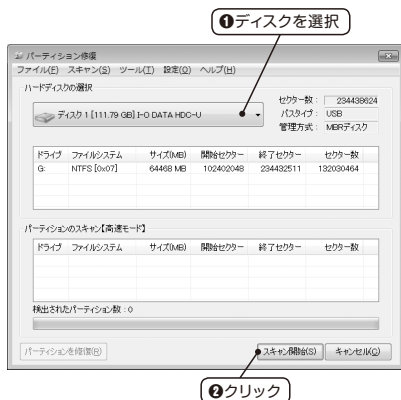 ❶ディスクを選択
パーティション修復
ファイル(F) スキャン(S) ツール(T) 設定(O) ヘルプ(H)
ハードディスクの選択
ディスク 1 [111.79 GB] I-O DATA HDC-U
セクター数: 234438624
バスタイプ: USB
管理方式: MBRディスク
ドライブ ファイルシステム サイズ(MB) 開始セクター 終了セクター セクター数
G: NTFS [0x07] 64468 MB 102402048 234432511 132030464
パーティションのスキャン【高速モード】
ドライブ ファイルシステム サイズ(MB) 開始セクター 終了セクター セクター数
検出されたパーティション数:0
パーティションを修復(R) スキャン開始(S) キャンセル(C)
❷クリック